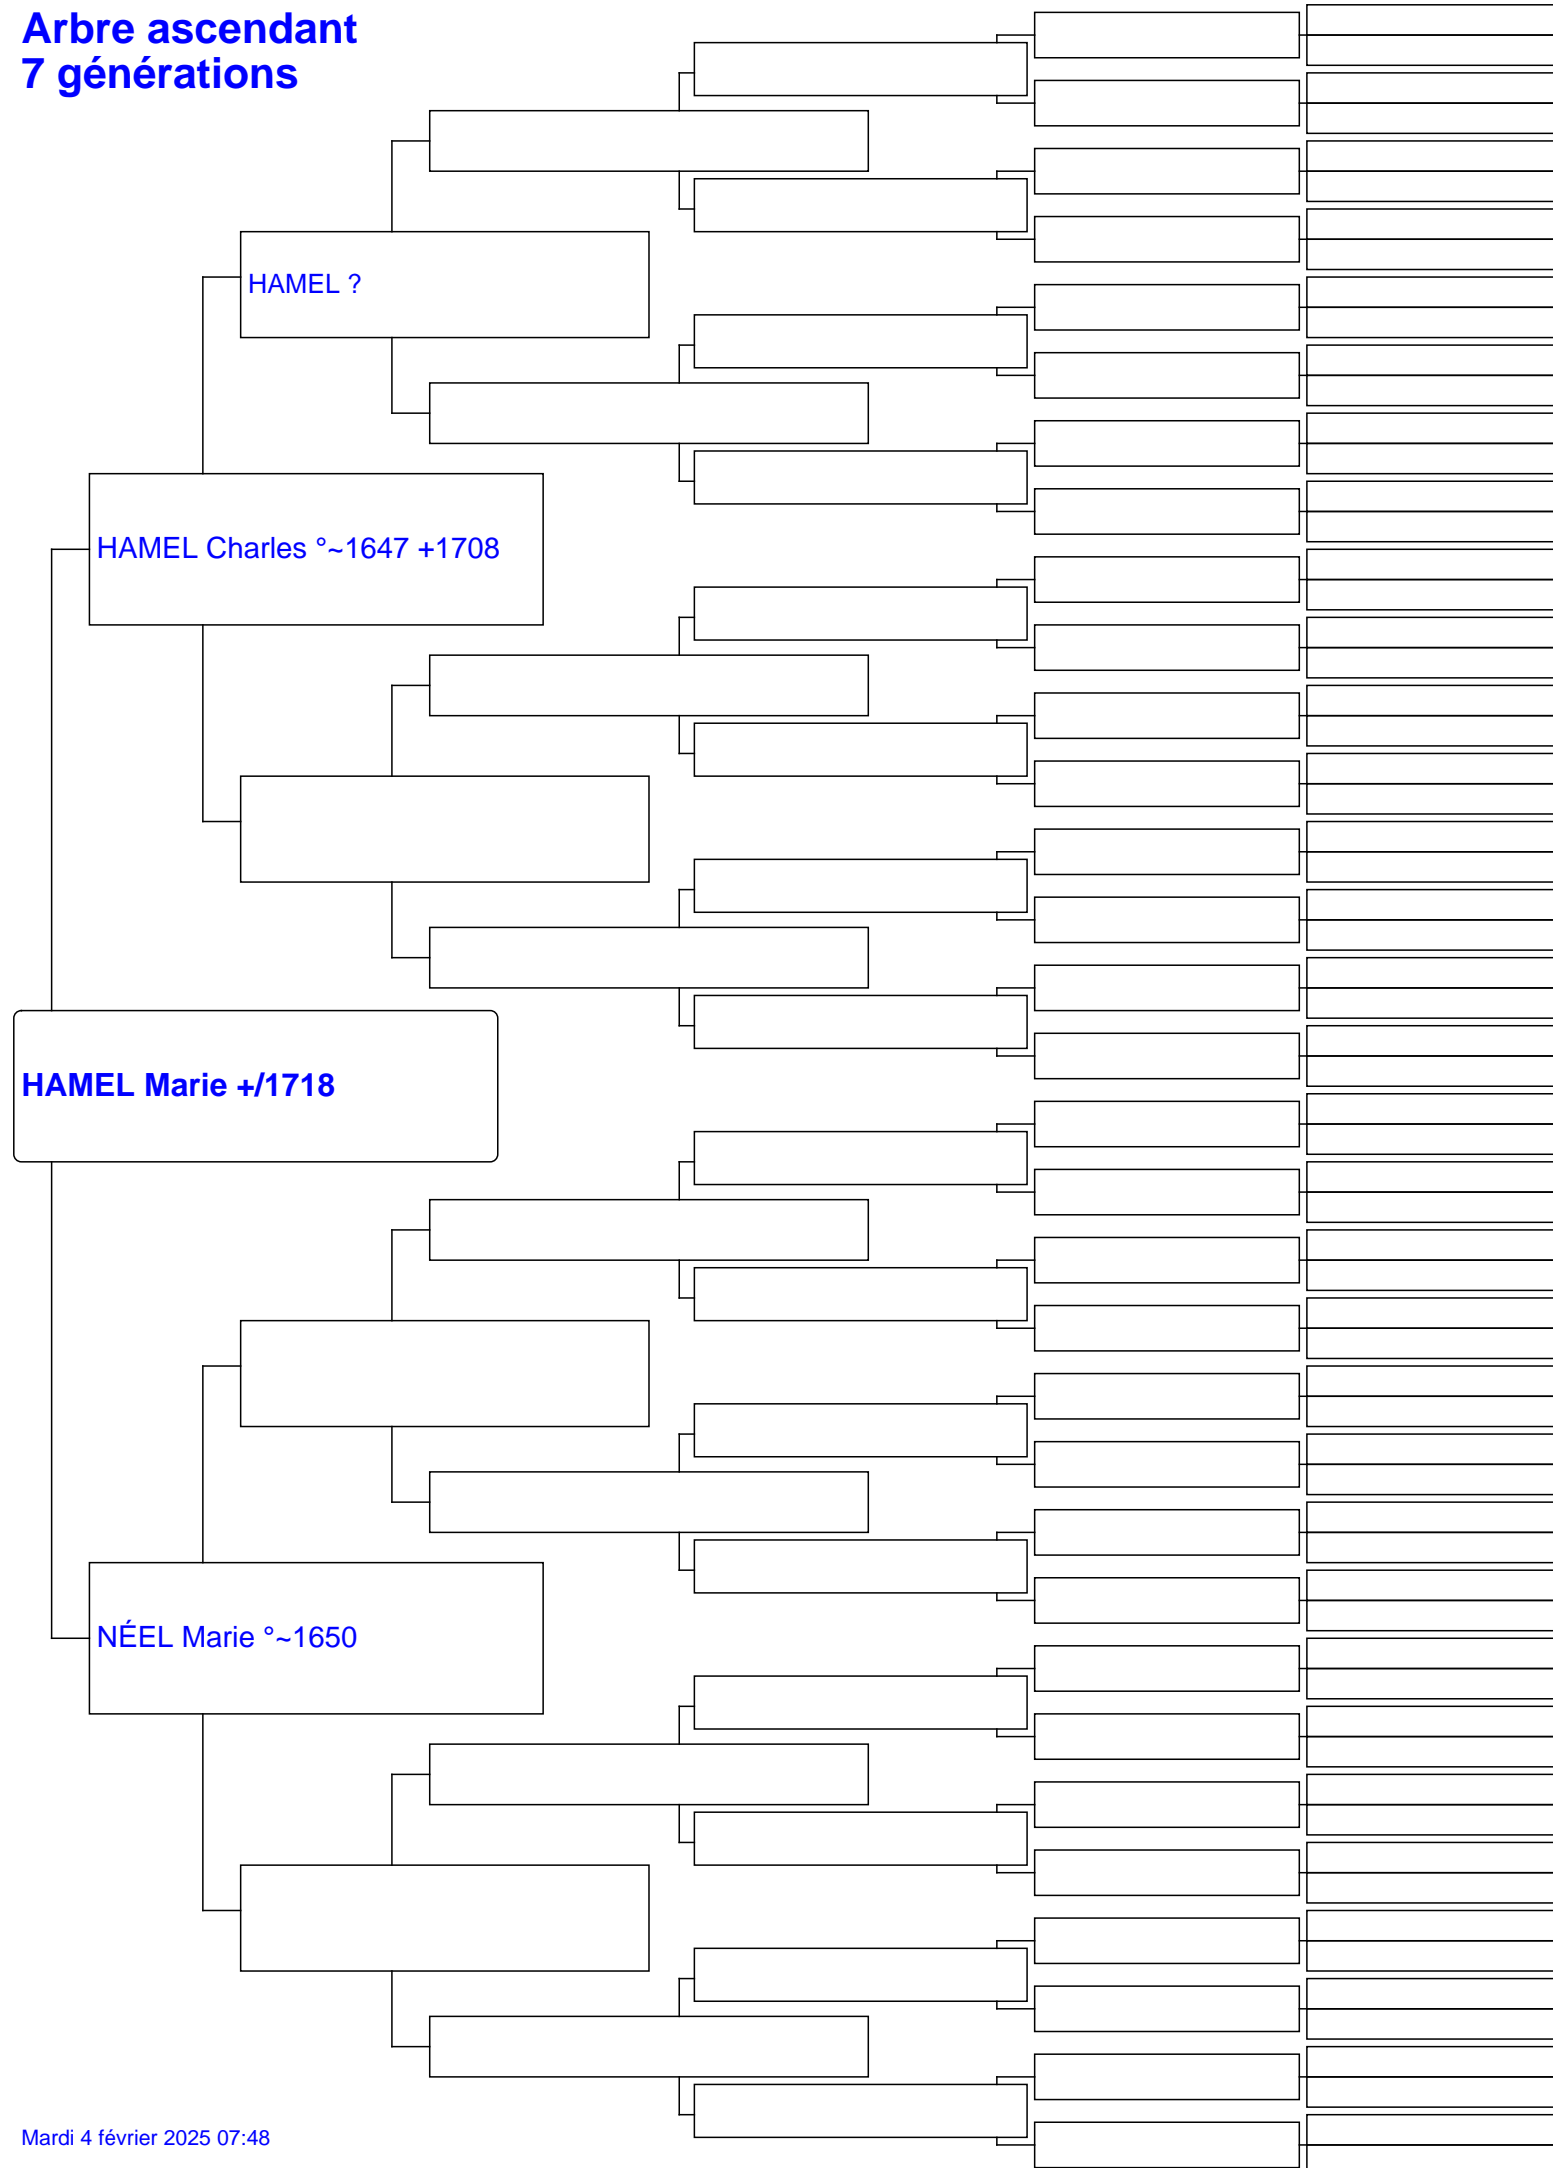 Arbre ascendant
7 générations
HAMEL ?
HAMEL Charles °~1647 +1708
HAMEL Marie +/1718
NÉEL Marie °~1650
Mardi 4 février 2025 07:48